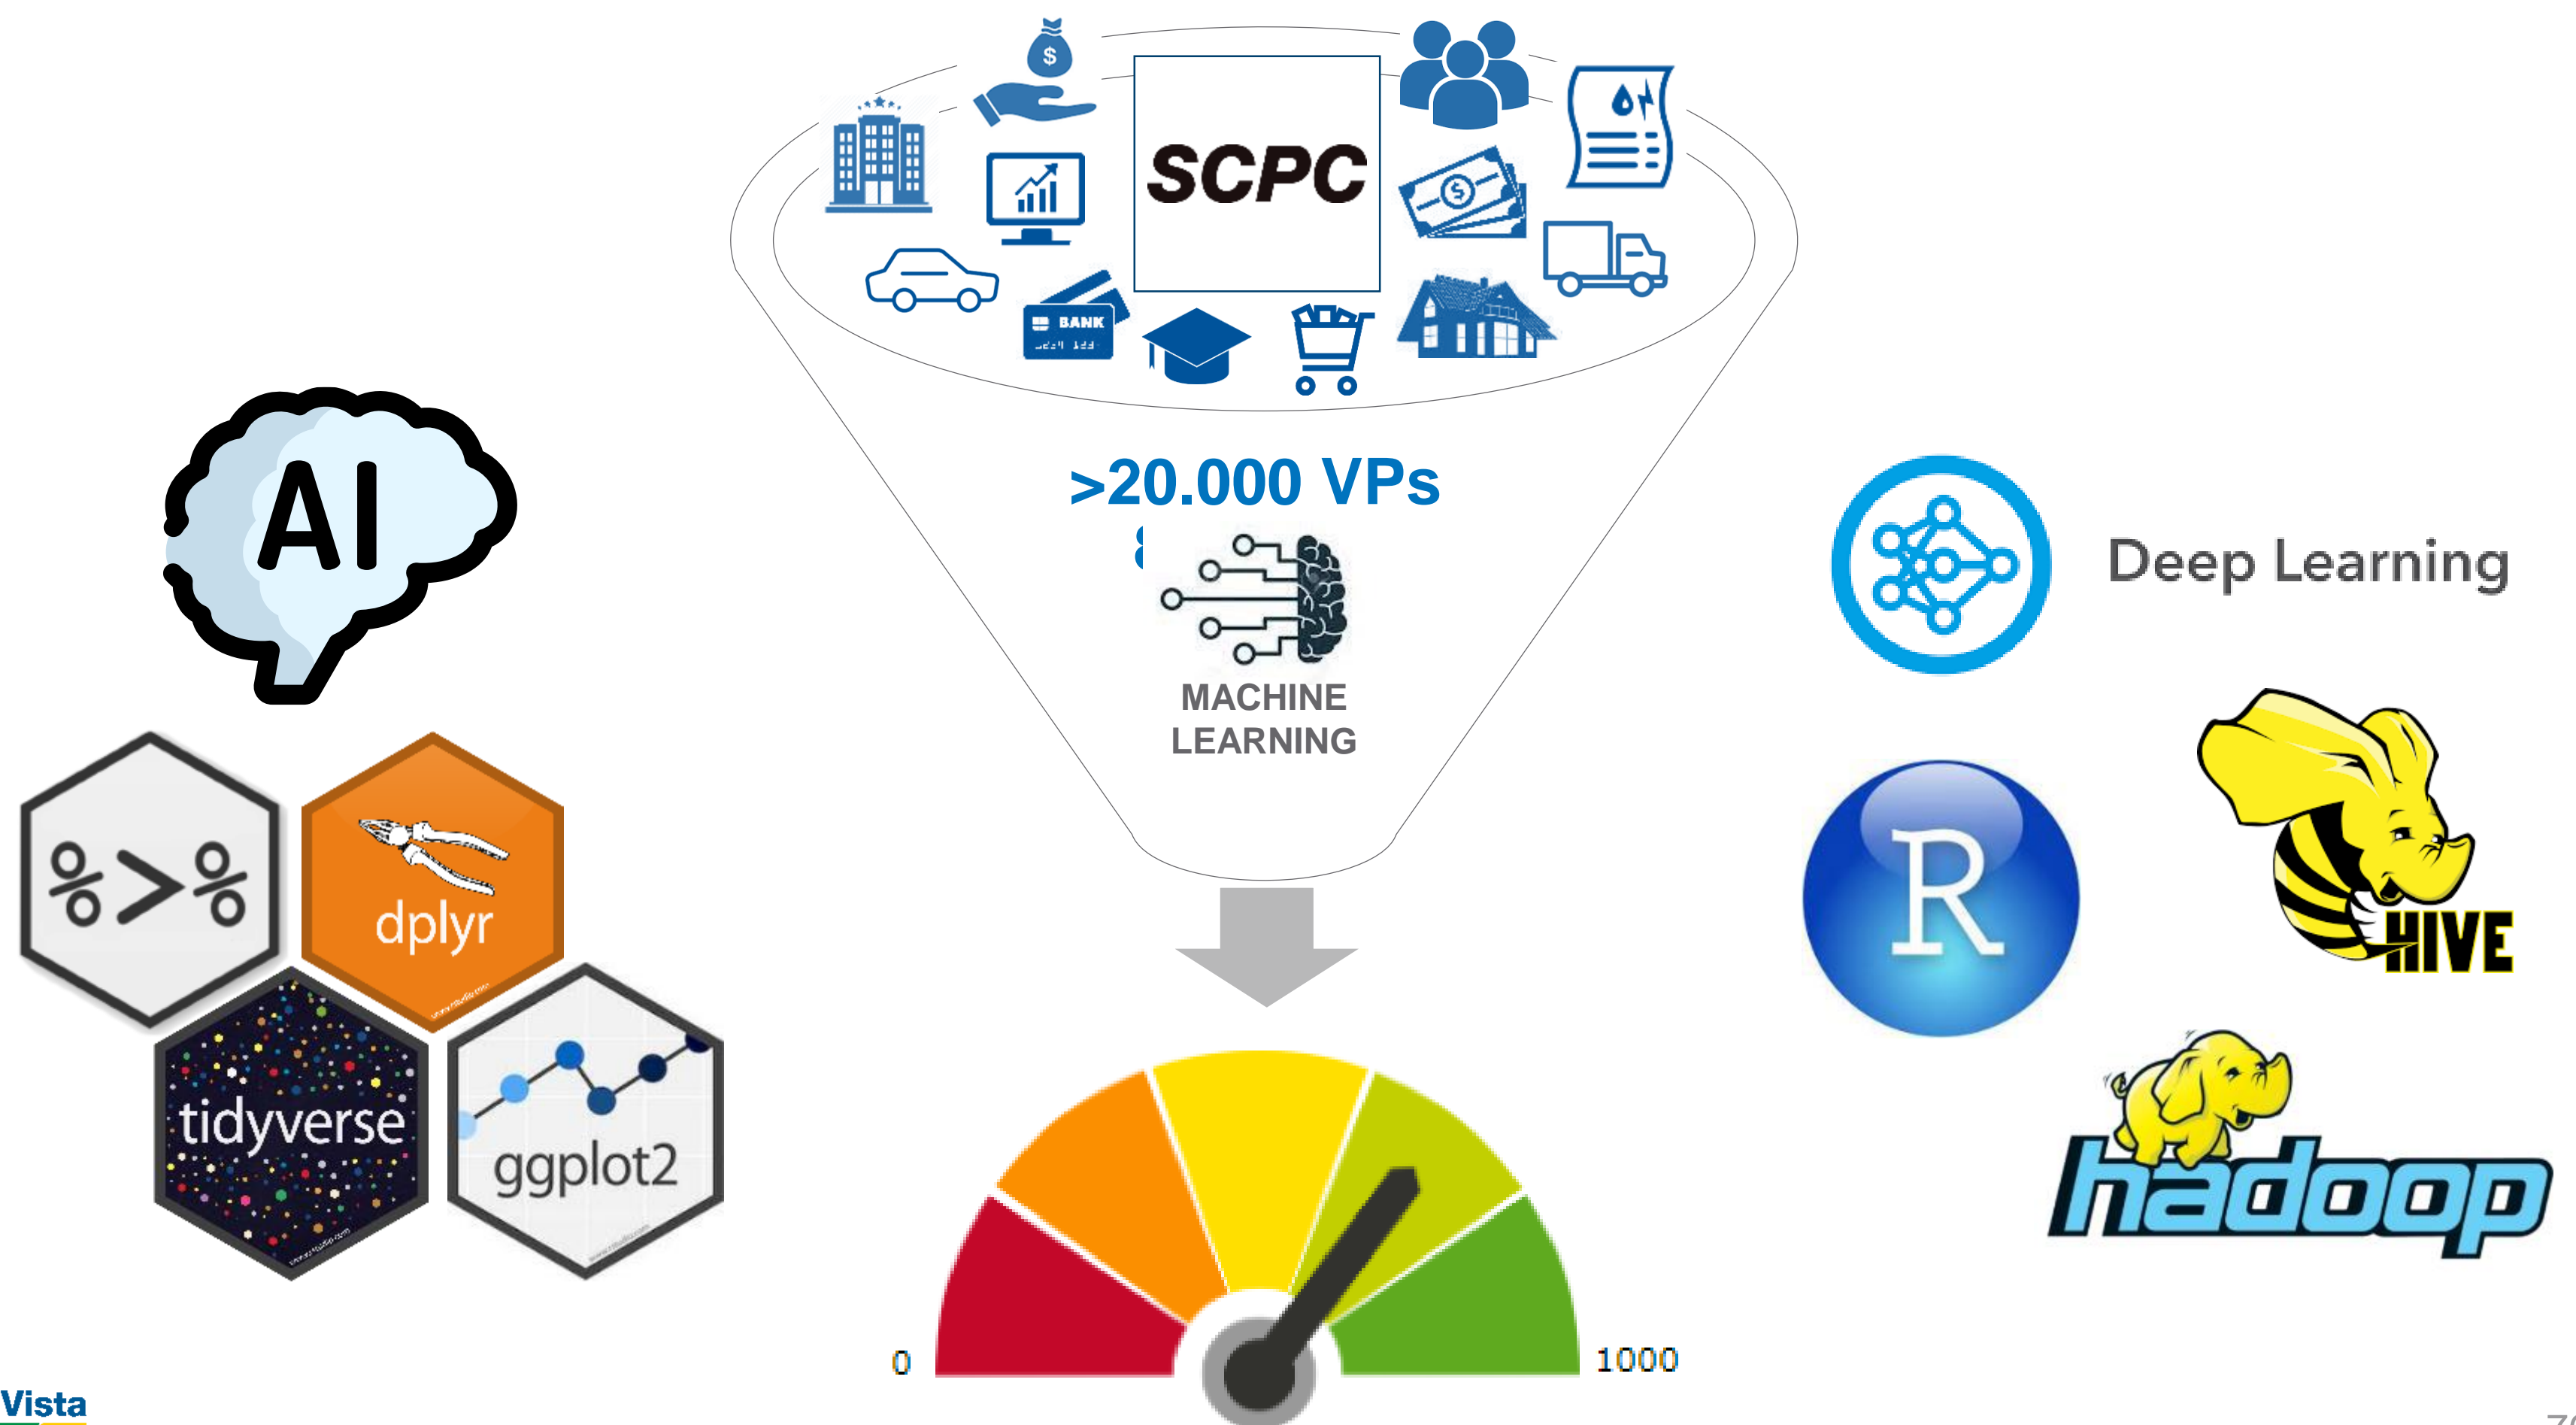 $
SCPC
$
BANK
>20.000 VPs
MACHINE
LEARNING
AI
Deep Learning
%>%
dplyr
tidyverse
ggplot2
R
HIVE
hadoop
0
1000
Vista